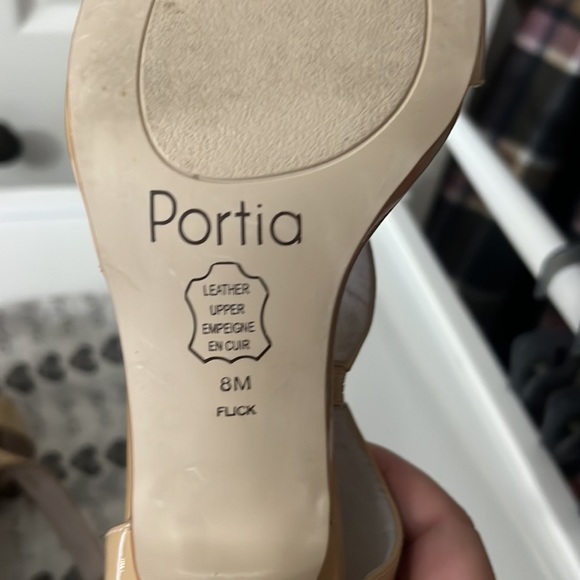 Portia
LEATHER
UPPER
EMPEIGNE
EN CUIR
8M
FLICK